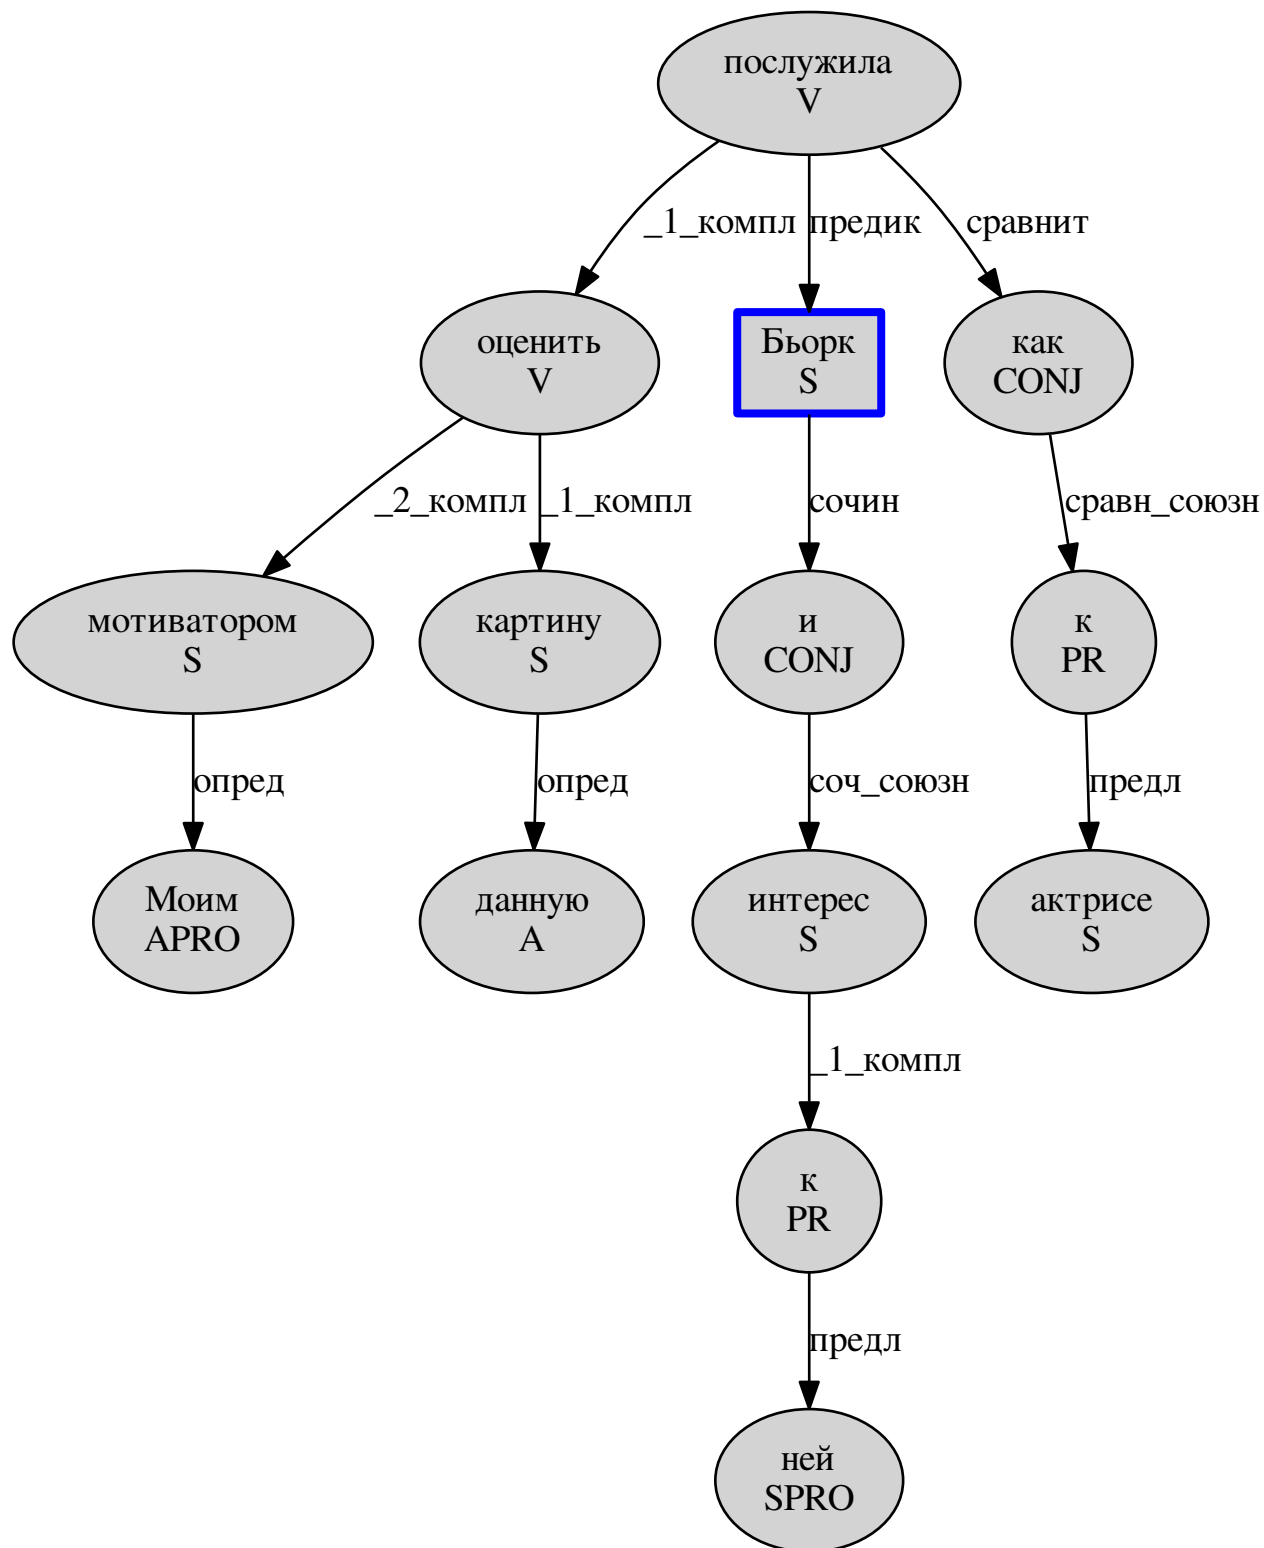 послужила
V
_1_компл
предик
сравнит
оценить
V
Бьорк
S
как
CONJ
_2_компл
_1_компл
сочин
сравн_союзн
мотиватором
S
картину
S
и
CONJ
к
PR
опред
опред
соч_союзн
предл
Моим
APRO
данную
A
интерес
S
актрисе
S
_1_компл
к
PR
предл
ней
SPRO